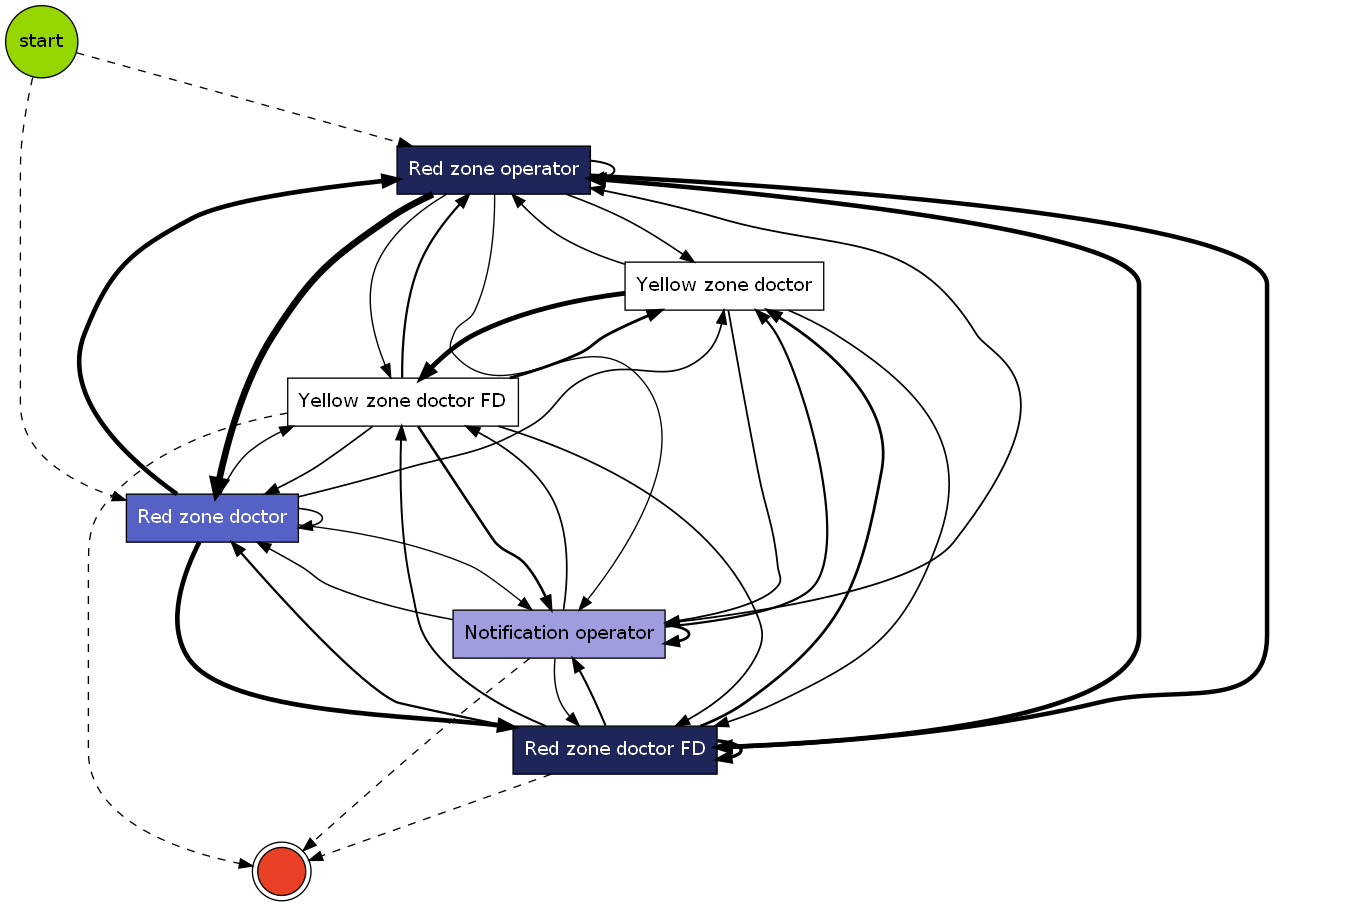 start
Red zone operator
Yellow zone doctor
Yellow zone doctor FD
Red zone doctor
Notification operator
Red zone doctor FD